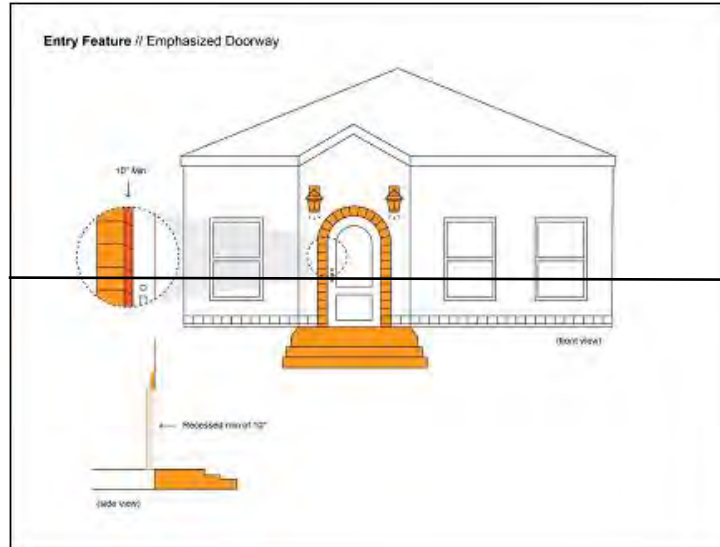 Entry Feature // Emphasized Doorway
10" Min
(front view)
Recessed min of 10"
(side view)